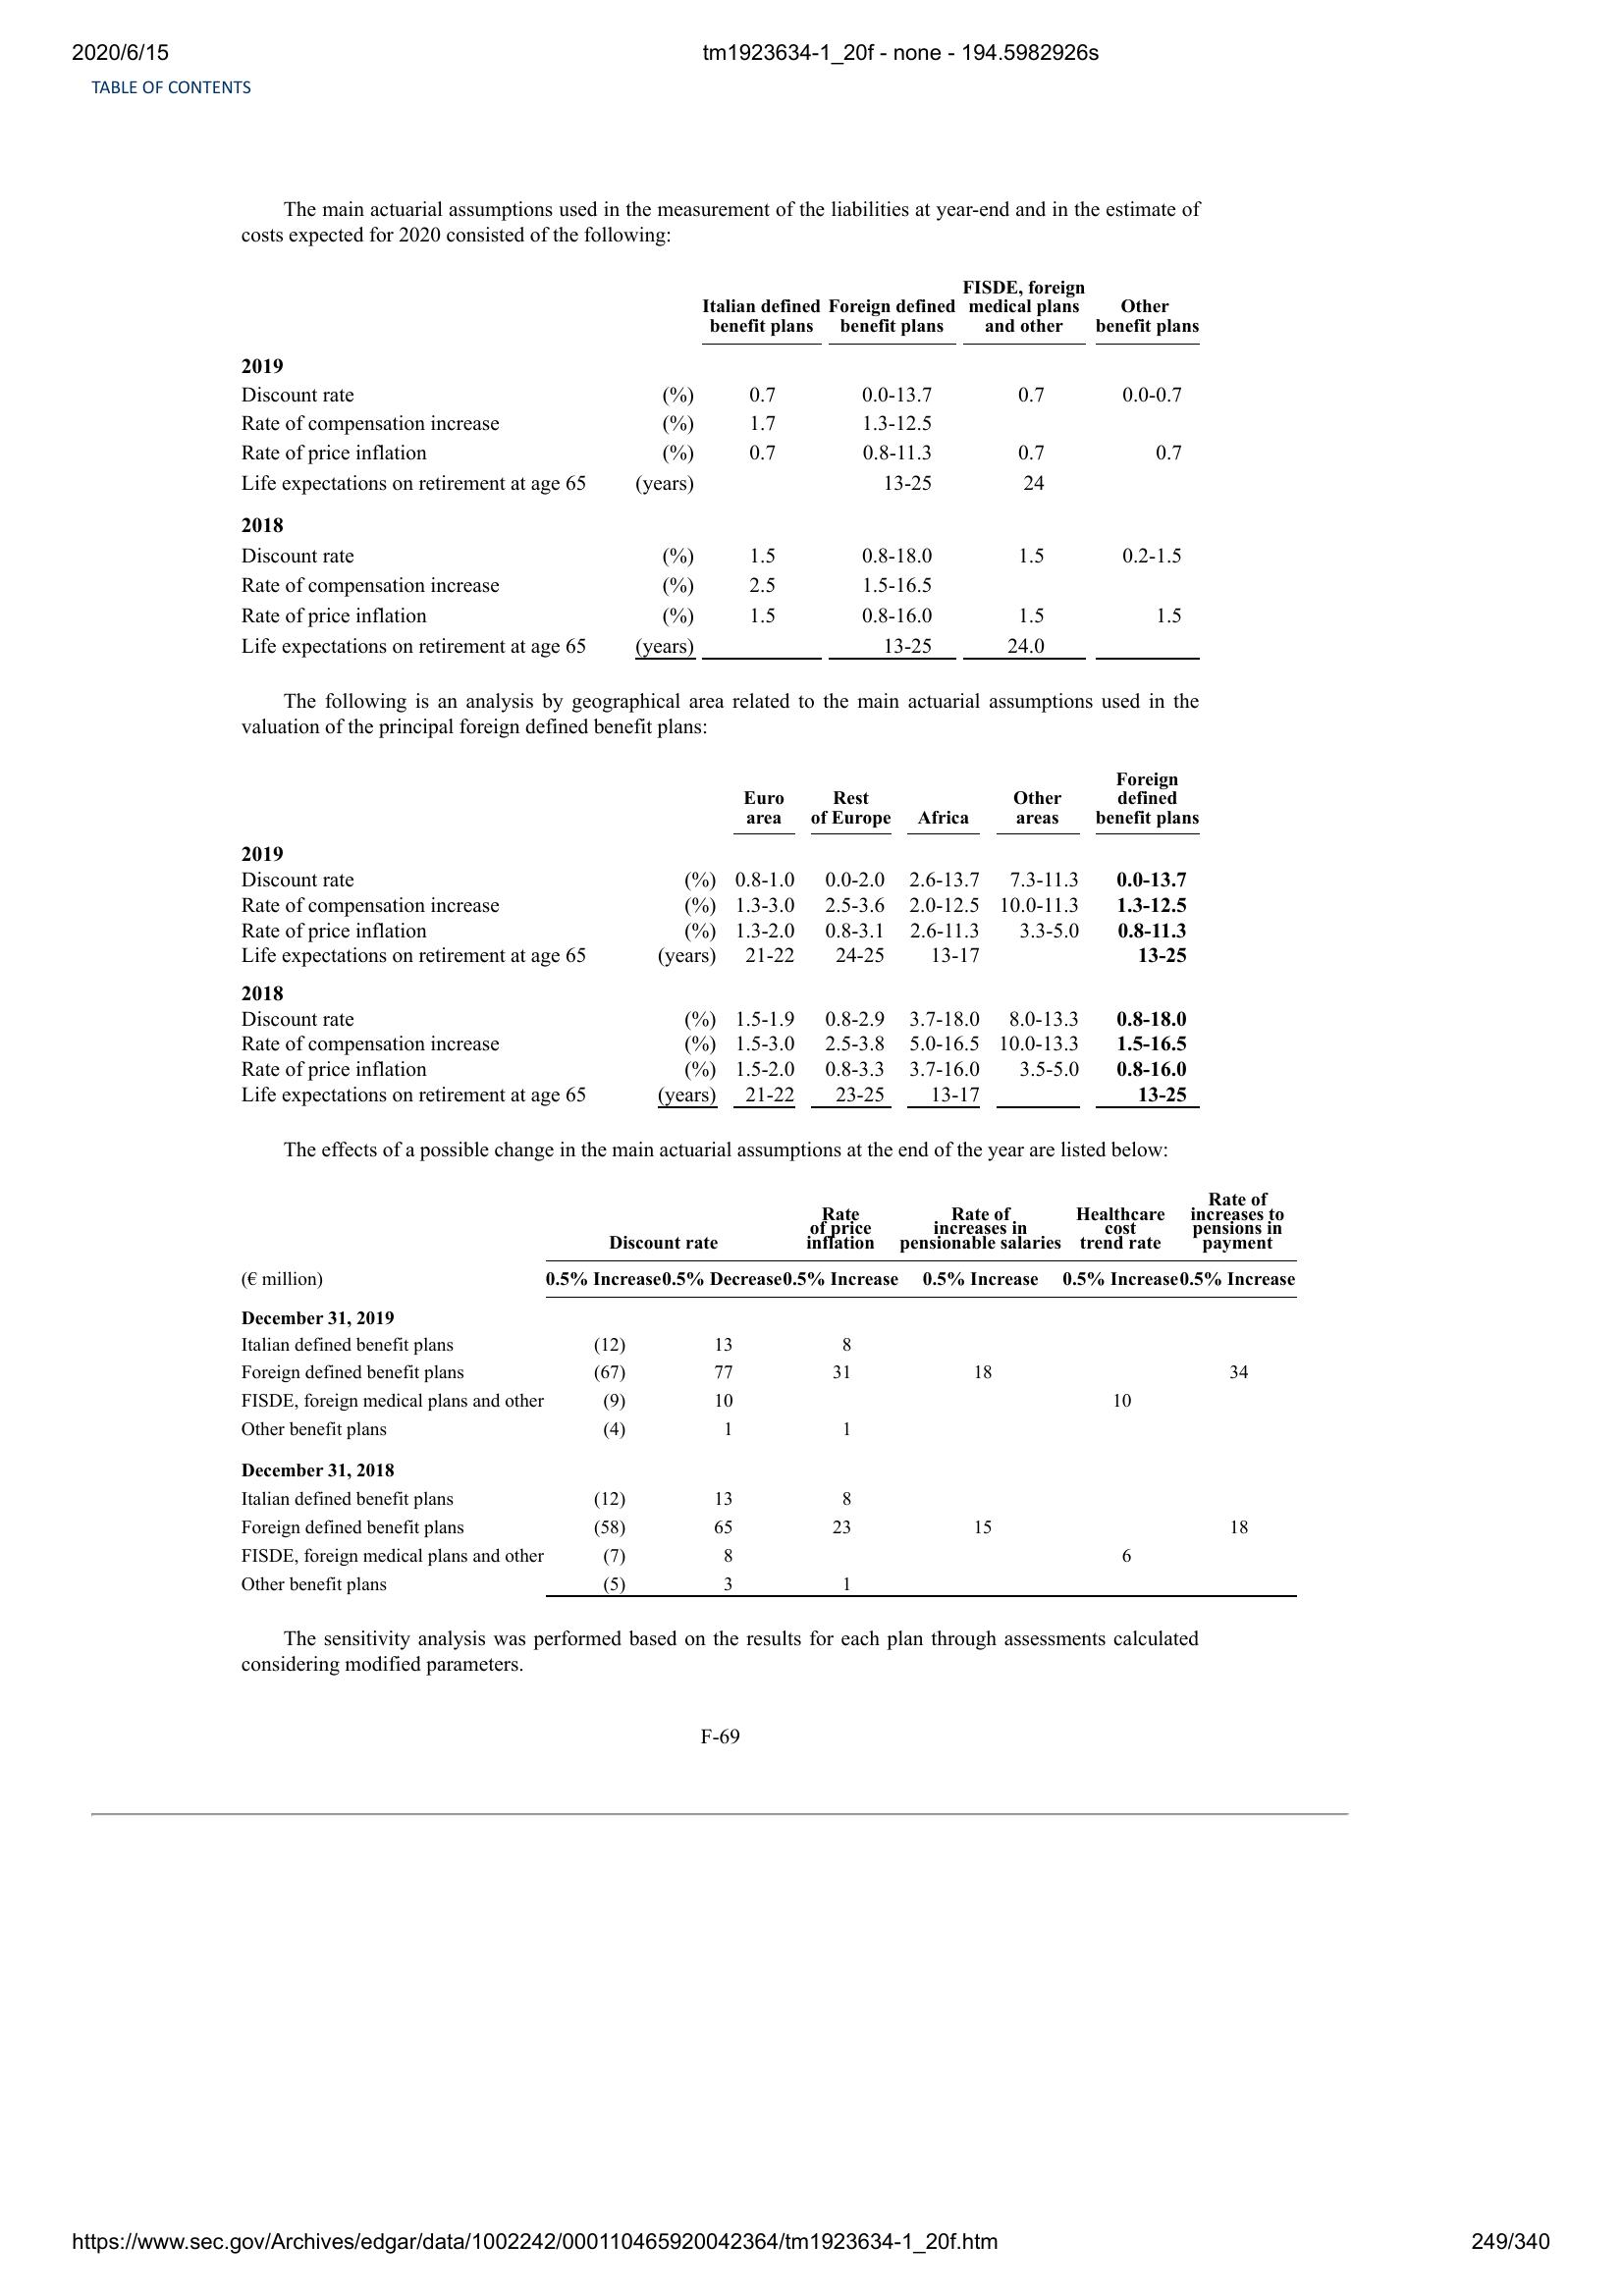 2020/6/15 tm1923634-1_20f - none - 194.5982926s
TABLE OF CONTENTS
The main actuarial assumptions used in the measurement of the liabilities at year-end and in the estimate of
costs expected for 2020 consisted of the following:
Italian defined benefit plans Foreign defined benefit plans FISDE, foreign medical plans and other Other benefit plans
2019
Discount rate (%) 0.7 0.0-13.7 0.7 0.0-0.7
Rate of compensation increase (%) 1.7 1.3-12.5
Rate of price inflation (%) 0.7 0.8-11.3 0.7 0.7
Life expectations on retirement at age 65 (years) 13-25 24
2018
Discount rate (%) 1.5 0.8-18.0 1.5 0.2-1.5
Rate of compensation increase (%) 2.5 1.5-16.5
Rate of price inflation (%) 1.5 0.8-16.0 1.5 1.5
Life expectations on retirement at age 65 (years) 13-25 24.0
The following is an analysis by geographical area related to the main actuarial assumptions used in the
valuation of the principal foreign defined benefit plans:
Euro area Rest of Europe Africa Other areas Foreign defined benefit plans
2019
Discount rate (%) 0.8-1.0 0.0-2.0 2.6-13.7 7.3-11.3 0.0-13.7
Rate of compensation increase (%) 1.3-3.0 2.5-3.6 2.0-12.5 10.0-11.3 1.3-12.5
Rate of price inflation (%) 1.3-2.0 0.8-3.1 2.6-11.3 3.3-5.0 0.8-11.3
Life expectations on retirement at age 65 (years) 21-22 24-25 13-17 13-25
2018
Discount rate (%) 1.5-1.9 0.8-2.9 3.7-18.0 8.0-13.3 0.8-18.0
Rate of compensation increase (%) 1.5-3.0 2.5-3.8 5.0-16.5 10.0-13.3 1.5-16.5
Rate of price inflation (%) 1.5-2.0 0.8-3.3 3.7-16.0 3.5-5.0 0.8-16.0
Life expectations on retirement at age 65 (years) 21-22 23-25 13-17 13-25
The effects of a possible change in the main actuarial assumptions at the end of the year are listed below:
Discount rate Rate of price inflation Rate of increases in pensionable salaries Healthcare cost trend rate Rate of increases to pensions in payment
(€ million) 0.5% Increase 0.5% Decrease 0.5% Increase 0.5% Increase 0.5% Increase 0.5% Increase
December 31, 2019
Italian defined benefit plans (12) 13 8
Foreign defined benefit plans (67) 77 31 18 34
FISDE, foreign medical plans and other (9) 10 10
Other benefit plans (4) 1 1
December 31, 2018
Italian defined benefit plans (12) 13 8
Foreign defined benefit plans (58) 65 23 15 18
FISDE, foreign medical plans and other (7) 8 6
Other benefit plans (5) 3 1
The sensitivity analysis was performed based on the results for each plan through assessments calculated
considering modified parameters.
F-69
https://www.sec.gov/Archives/edgar/data/1002242/000110465920042364/tm1923634-1_20f.htm 249/340